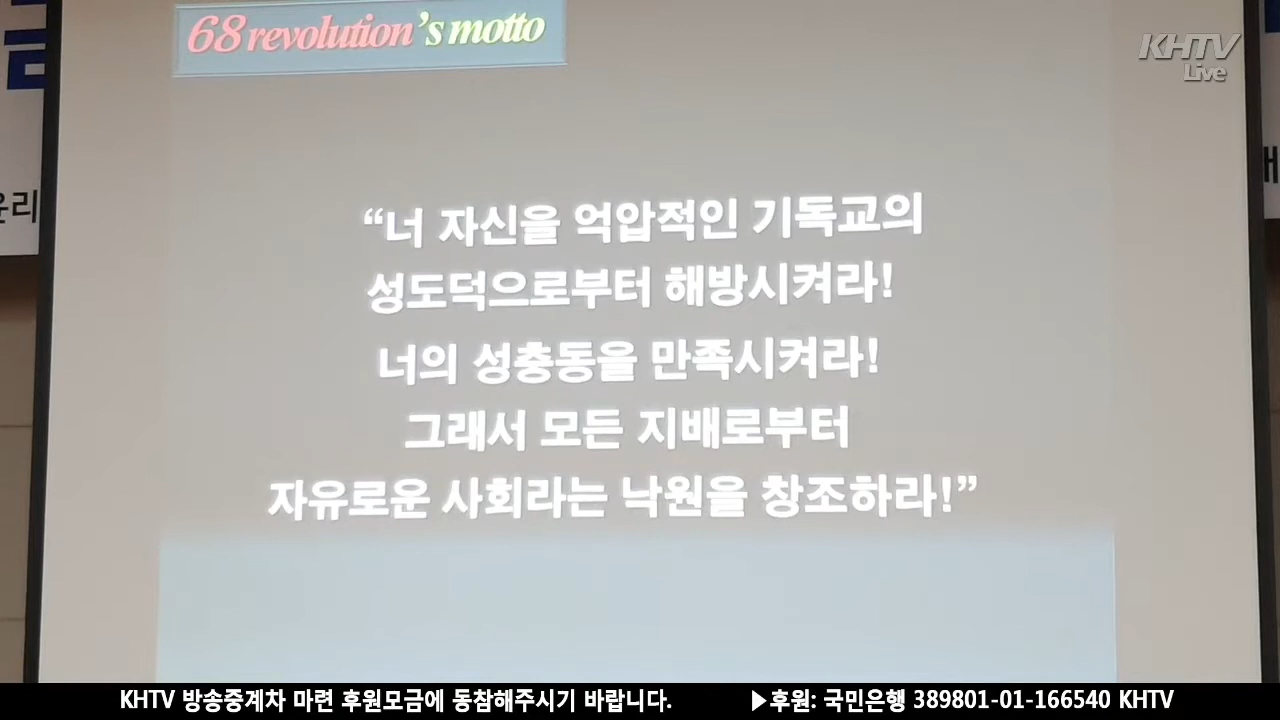 68 revolution's motto
KHTV
Live
“너 자신을 억압적인 기독교의
성도덕으로부터 해방시켜라!
너의 성충동을 만족시켜라!
그래서 모든 지배로부터
자유로운 사회라는 낙원을 창조하라!”
KHTV 방송중계차 마련 후원모금에 동참해주시기 바랍니다. ▶후원: 국민은행 389801-01-166540 KHTV